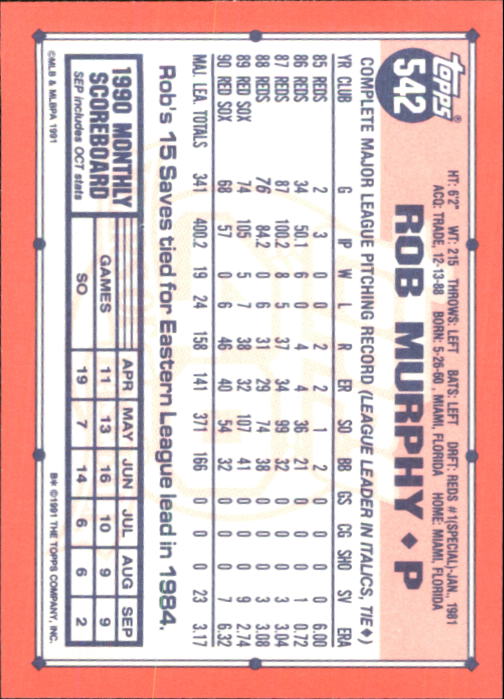 topps®
542
HT: 6'2" WT: 215 THROWS: LEFT BATS: LEFT DRFT: REDS #1(SPECIAL)-JAN., 1981
ACQ: TRADE, 12-13-88 BORN: 5-26-60, MIAMI, FLORIDA HOME: MIAMI, FLORIDA
ROB MURPHY ♦ P
COMPLETE MAJOR LEAGUE PITCHING RECORD (LEAGUE LEADER IN ITALICS, TIE♦)
YR CLUB G IP W L R ER SO BB GS CG SHO SV ERA
85 REDS 2 3 0 0 2 2 1 2 0 0 0 0 6.00
86 REDS 34 50.1 6 0 4 4 36 21 0 0 0 1 0.72
87 REDS 87 100.2 8 5 37 34 99 32 0 0 0 3 3.04
88 REDS 76 84.2 0 6 31 29 74 38 0 0 0 3 3.08
89 RED SOX 74 105 5 7 38 32 107 41 0 0 0 9 2.74
90 RED SOX 68 57 0 6 46 40 54 32 0 0 0 7 6.32
MAJ. LEA. TOTALS 341 400.2 19 24 158 141 371 166 0 0 0 23 3.17
Rob's 15 Saves tied for Eastern League lead in 1984.
1990 MONTHLY
SCOREBOARD
SEP includes OCT stats
APR MAY JUN JUL AUG SEP
GAMES 11 13 16 10 9 9
SO 19 7 14 6 6 2
©MLB & MLBPA 1991
B* ©1991 THE TOPPS COMPANY, INC.